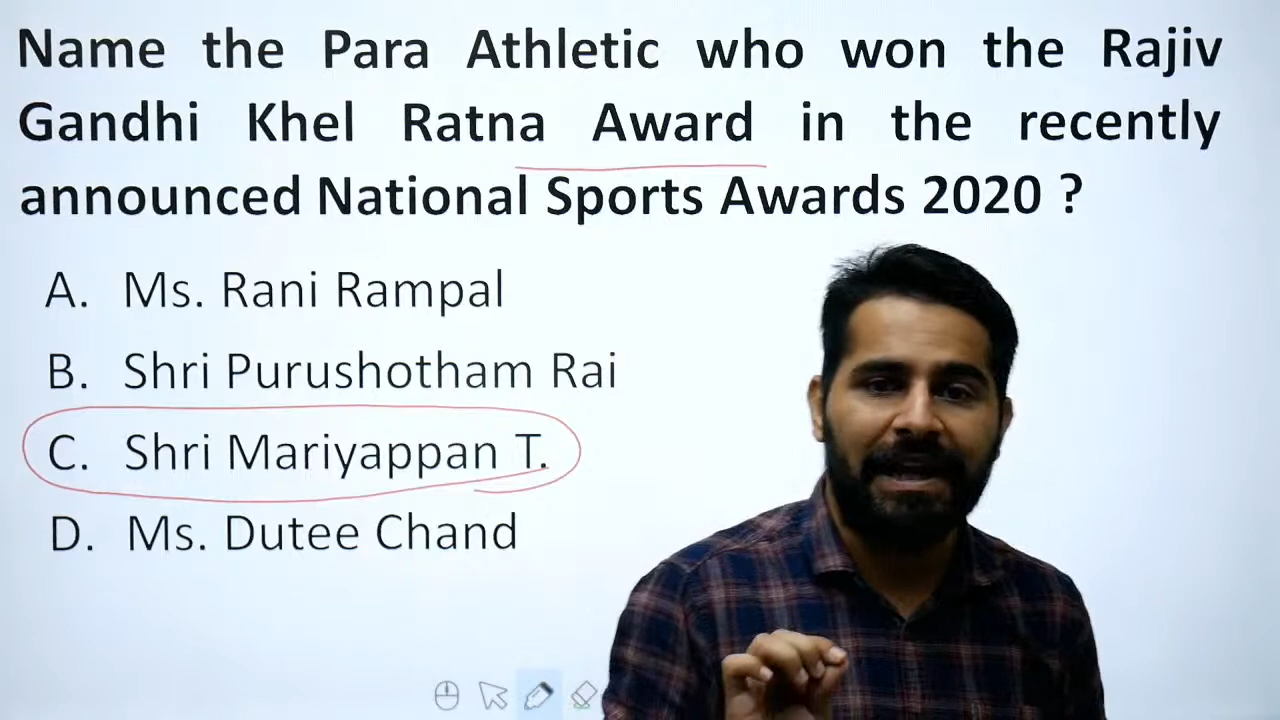 Name the Para Athletic who won the Rajiv
Gandhi Khel Ratna Award in the recently
announced National Sports Awards 2020 ?
A. Ms. Rani Rampal
B. Shri Purushotham Rai
C. Shri Mariyappan T.
D. Ms. Dutee Chand